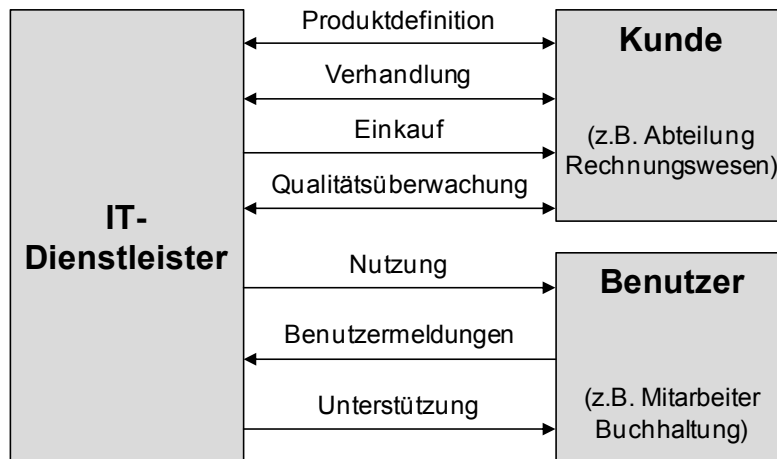 Produktdefinition
Verhandlung
Einkauf
Qualitätsüberwachung
Nutzung
Benutzermeldungen
Unterstützung
IT-
Dienstleister
Kunde
(z.B. Abteilung
Rechnungswesen)
Benutzer
(z.B. Mitarbeiter
Buchhaltung)